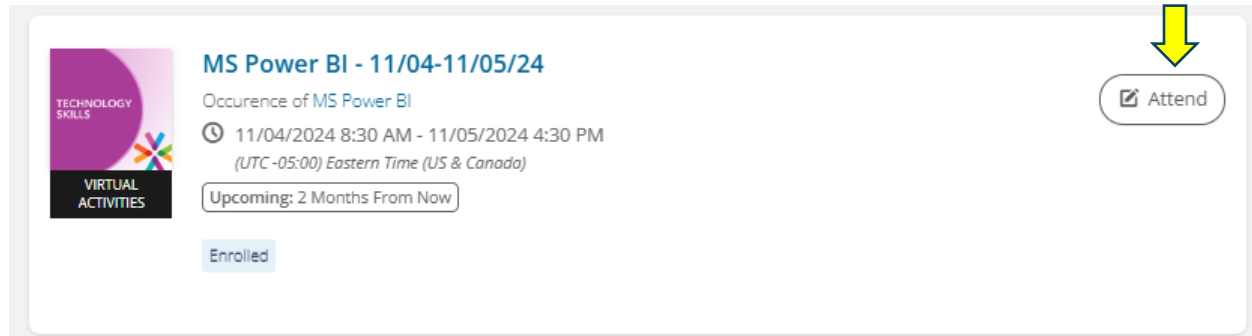 MS Power BI - 11/04-11/05/24
Occurence of MS Power BI
11/04/2024 8:30 AM - 11/05/2024 4:30 PM
(UTC -05:00) Eastern Time (US & Canada)
Upcoming: 2 Months From Now
Enrolled
TECHNOLOGY
SKILLS
VIRTUAL
ACTIVITIES
Attend